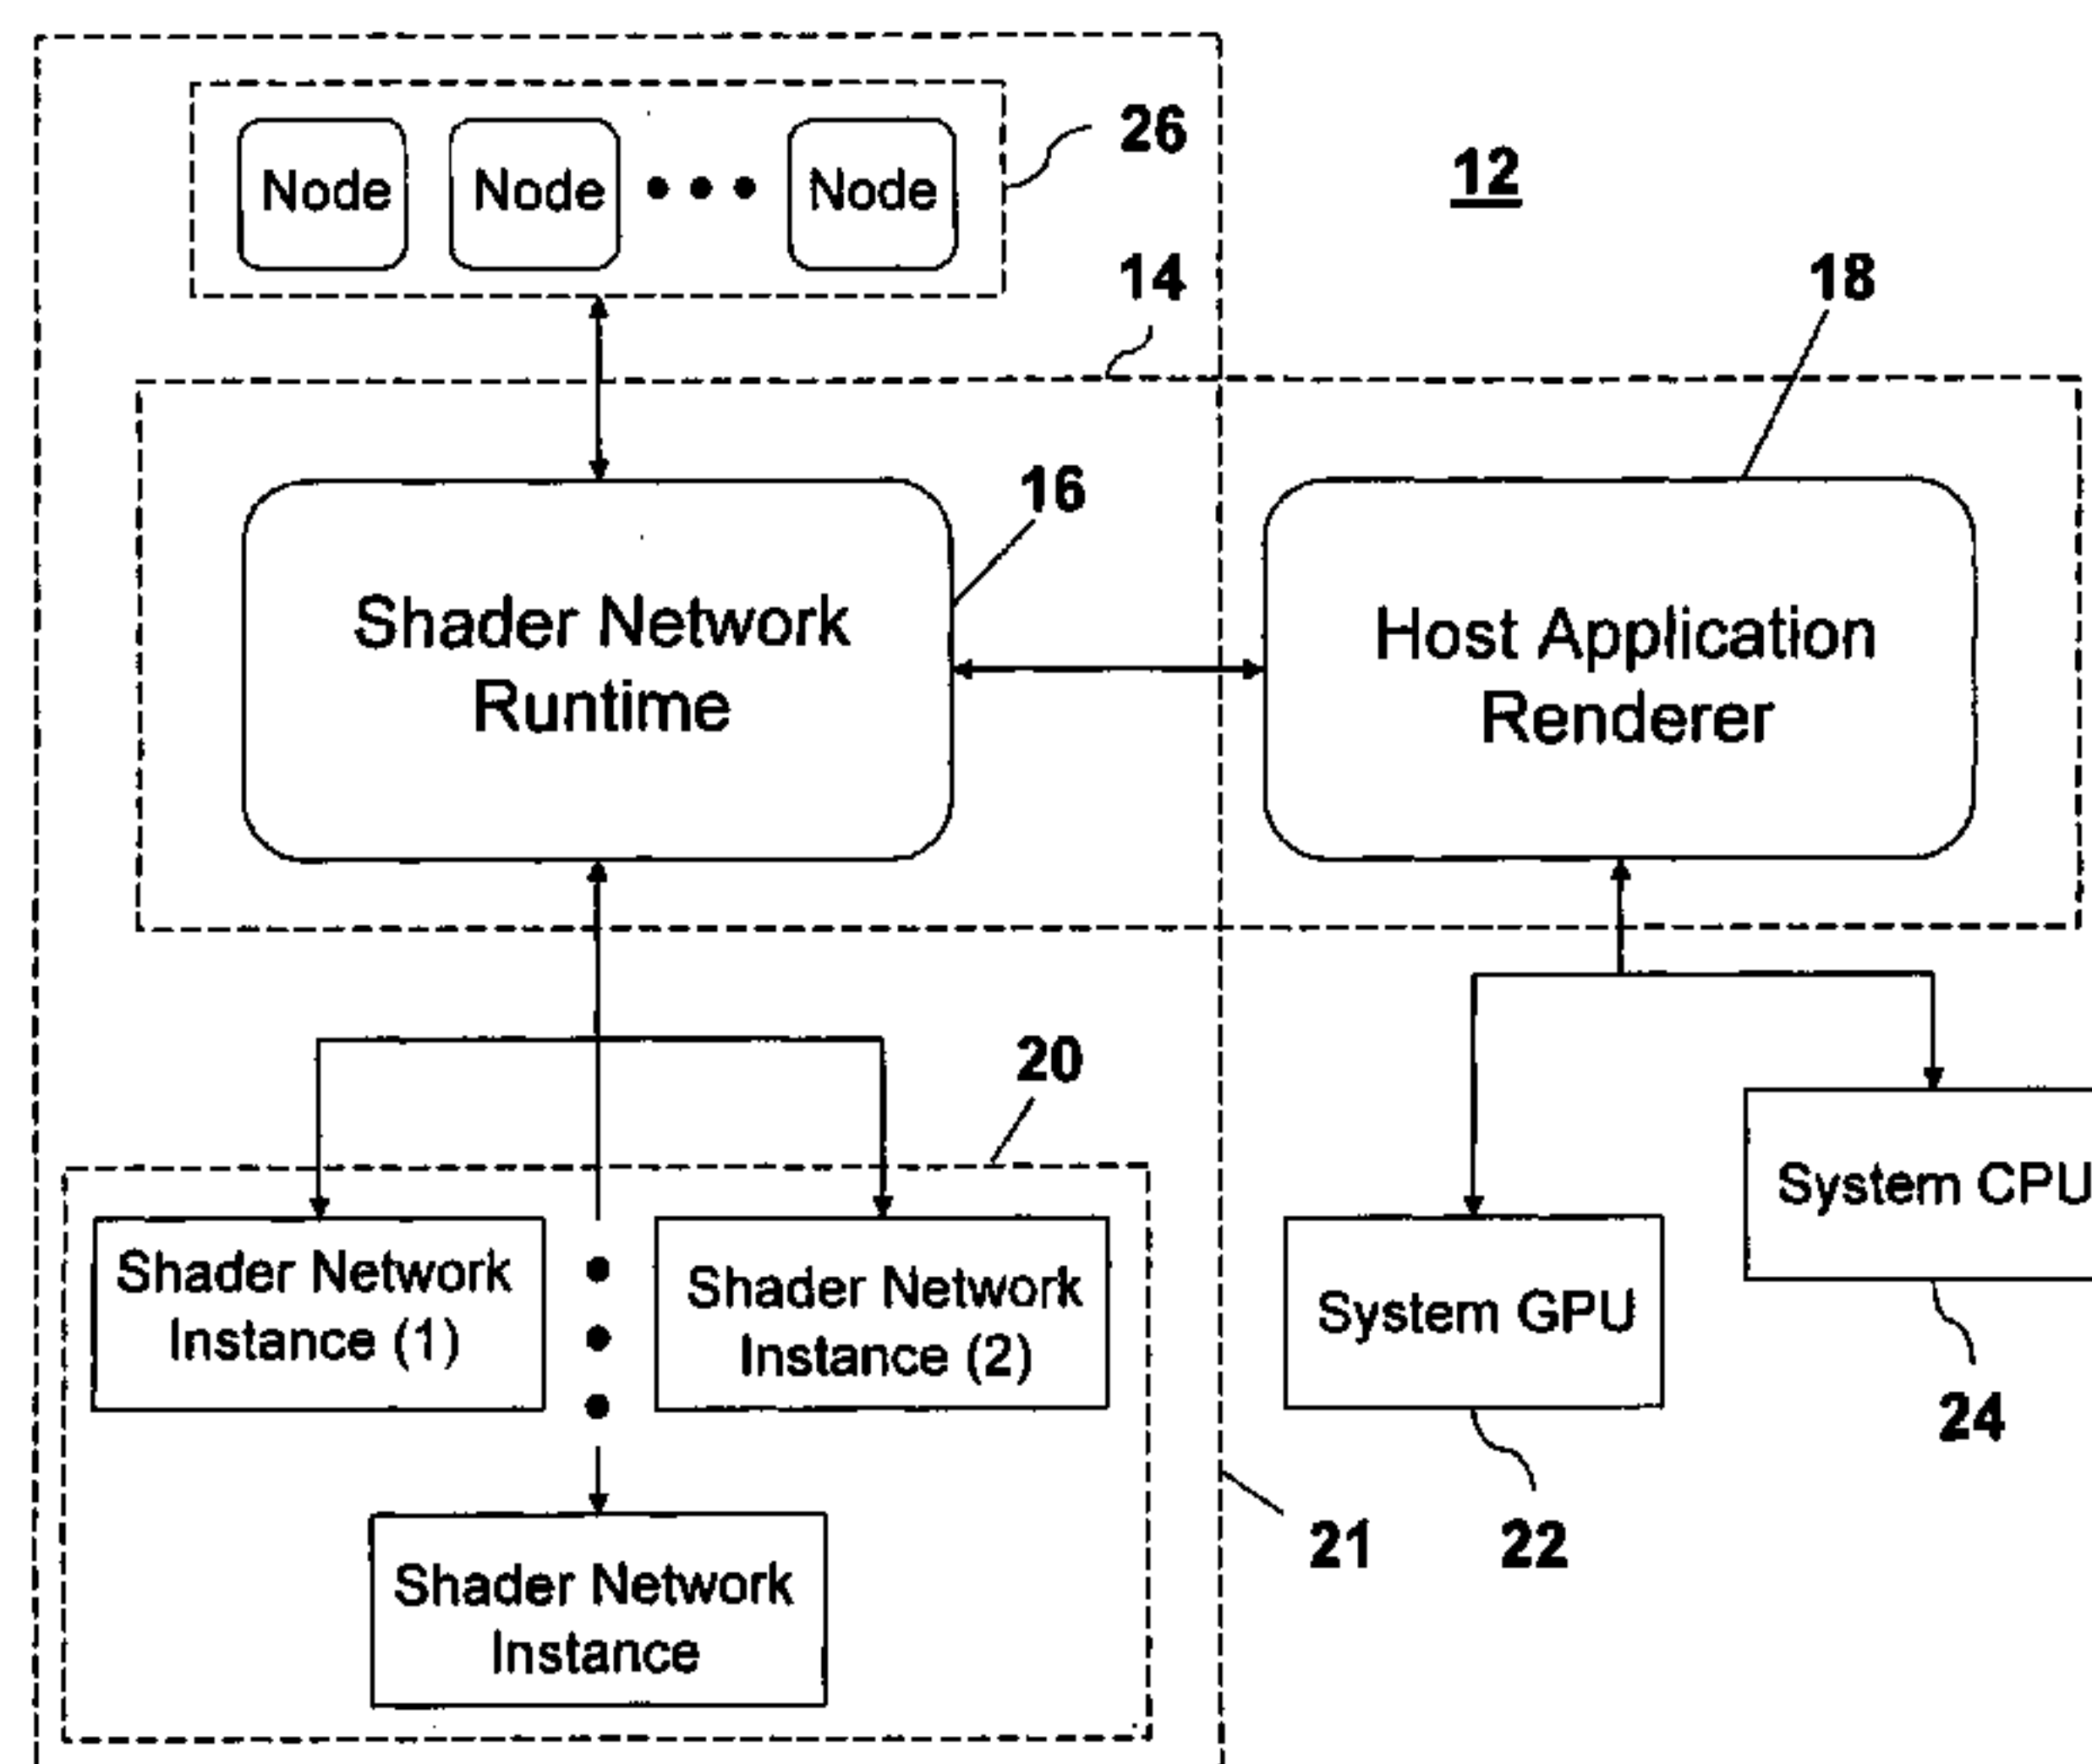 Node
Node
Node
26
12
14
18
16
Shader Network
Runtime
Host Application
Renderer
20
System CPU
Shader Network
Instance (1)
Shader Network
Instance (2)
System GPU
24
21
22
Shader Network
Instance